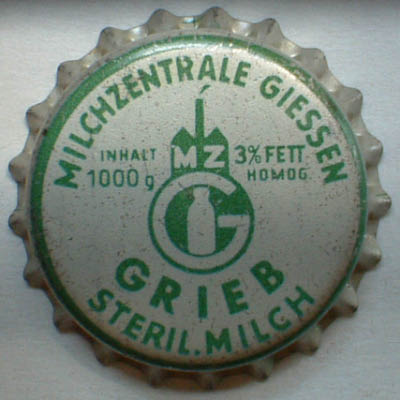 MILCHZENTRALE GIESSEN
INHALT
1000 g
MZ
3% FETT
HOMOG.
G
GRIEB
STERIL. MILCH